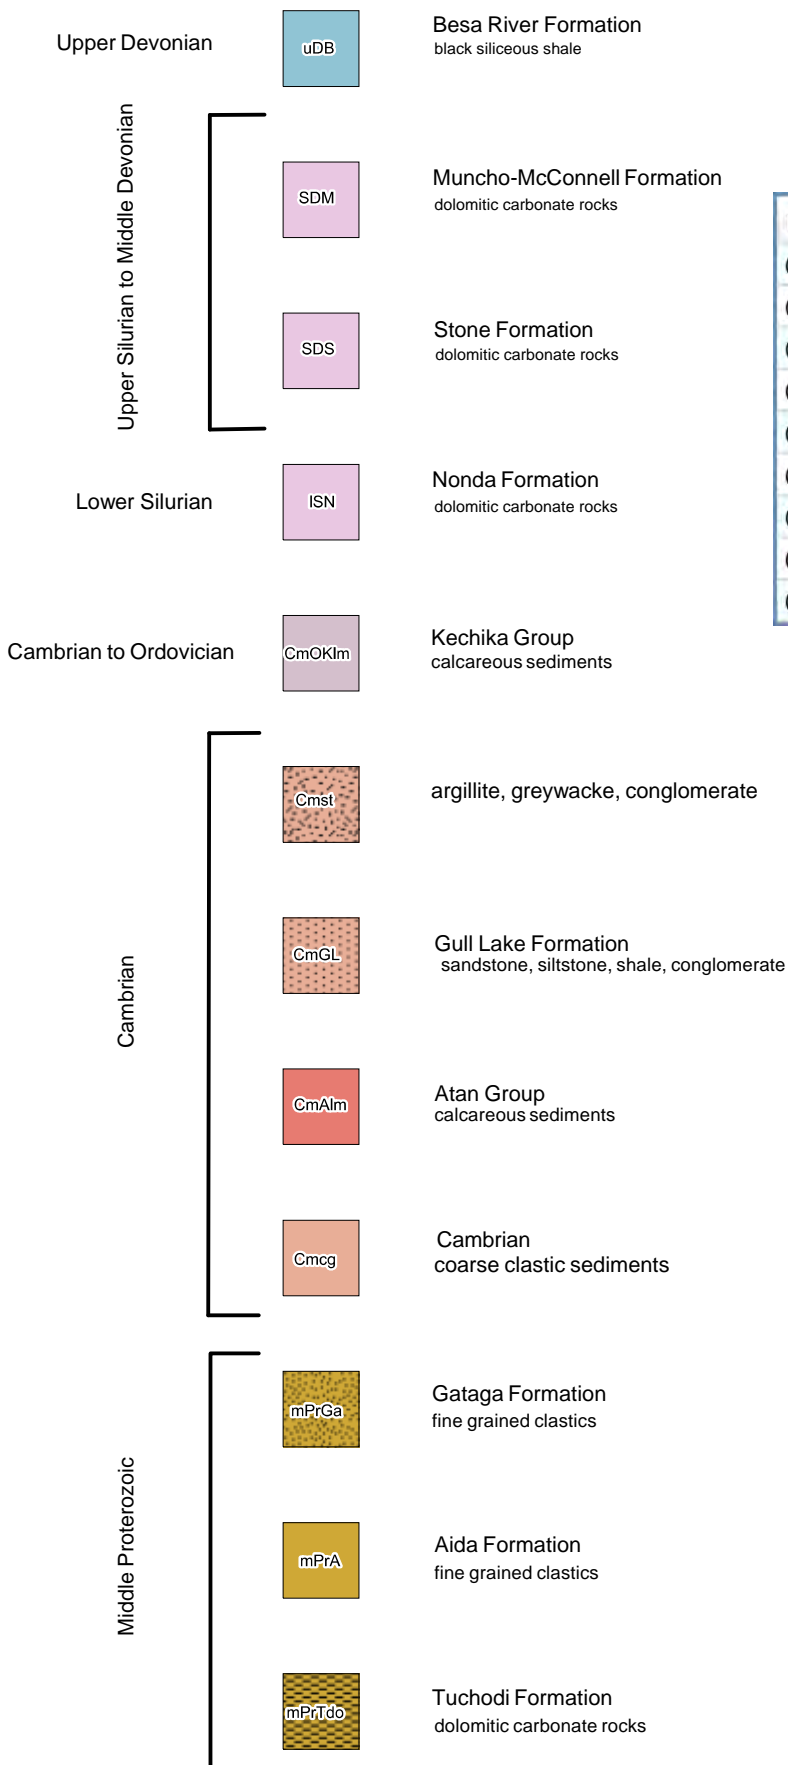 Upper Devonian
uDB
Besa River Formation
black siliceous shale
Upper Silurian to Middle Devonian
SDM
Muncho-McConnell Formation
dolomitic carbonate rocks
SDS
Stone Formation
dolomitic carbonate rocks
Lower Silurian
lSN
Nonda Formation
dolomitic carbonate rocks
Cambrian to Ordovician
CmOKlm
Kechika Group
calcareous sediments
Cambrian
Cmst
argillite, greywacke, conglomerate
CmGL
Gull Lake Formation
sandstone, siltstone, shale, conglomerate
CmAlm
Atan Group
calcareous sediments
Cmcg
Cambrian
coarse clastic sediments
Middle Proterozoic
mPrGa
Gataga Formation
fine grained clastics
mPrA
Aida Formation
fine grained clastics
mPrTdo
Tuchodi Formation
dolomitic carbonate rocks